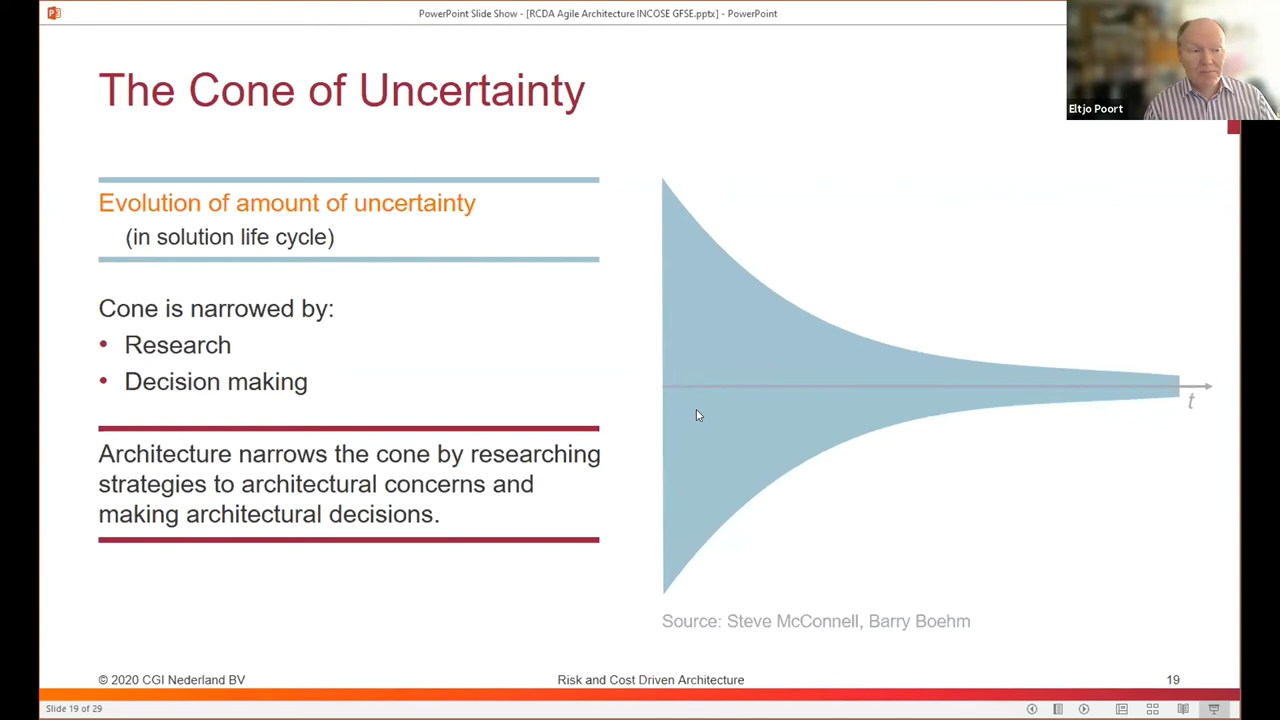 PowerPoint Slide Show - [RCDA Agile Architecture INCOSE GFSE.pptx] - PowerPoint
Eltjo Poort
The Cone of Uncertainty
Evolution of amount of uncertainty
(in solution life cycle)
Cone is narrowed by:
• Research
• Decision making
Architecture narrows the cone by researching
strategies to architectural concerns and
making architectural decisions.
t
Source: Steve McConnell, Barry Boehm
© 2020 CGI Nederland BV
Risk and Cost Driven Architecture
19
Slide 19 of 29